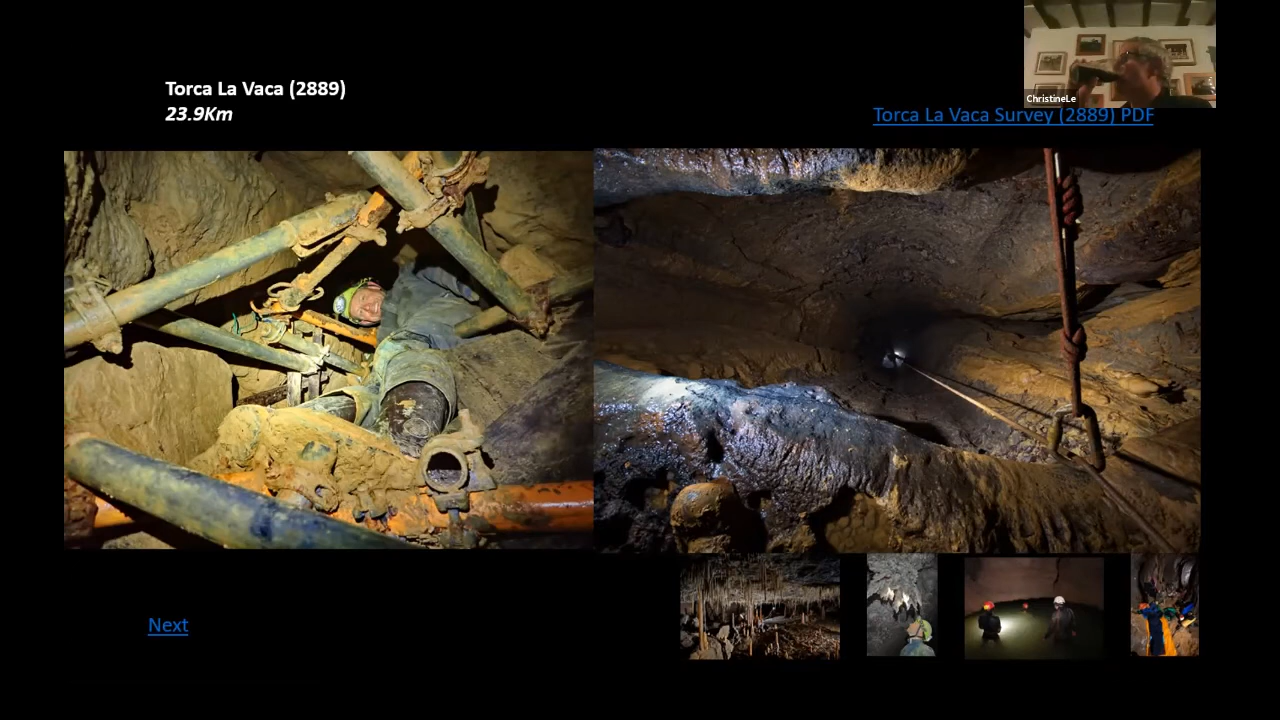 Torca La Vaca (2889)
23.9Km
ChristineLe
Torca La Vaca Survey (2889) PDF
Next